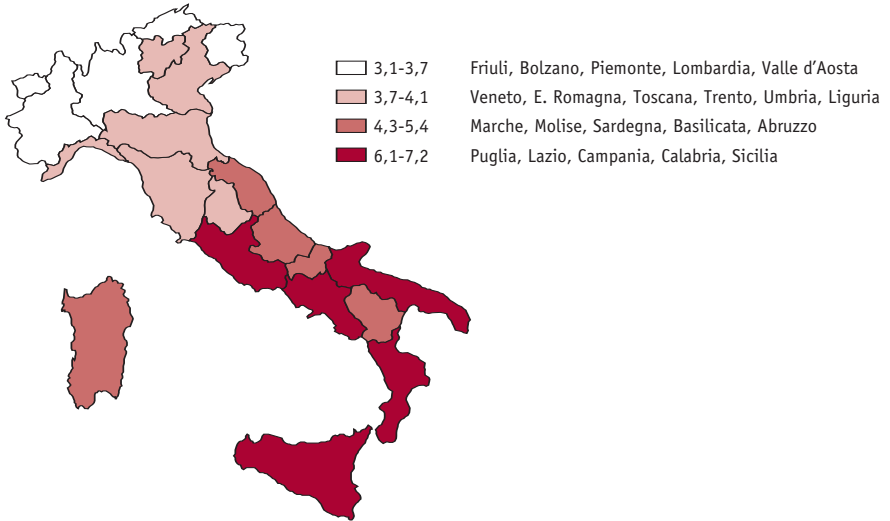 3,1-3,7 Friuli, Bolzano, Piemonte, Lombardia, Valle d'Aosta
3,7-4,1 Veneto, E. Romagna, Toscana, Trento, Umbria, Liguria
4,3-5,4 Marche, Molise, Sardegna, Basilicata, Abruzzo
6,1-7,2 Puglia, Lazio, Campania, Calabria, Sicilia